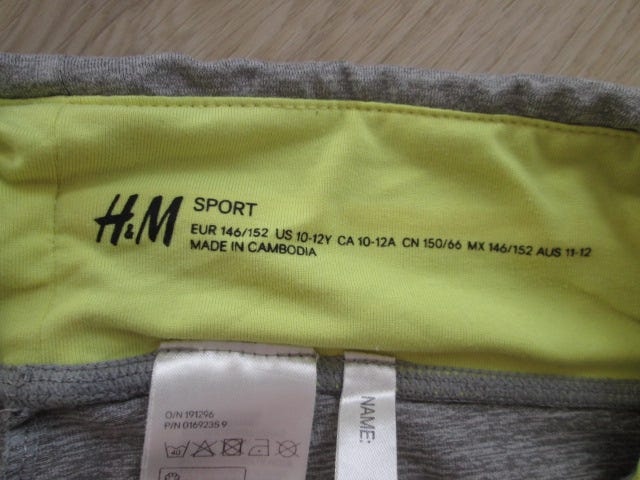 H&M SPORT
EUR 146/152 US 10-12Y CA 10-12A CN 150/66 MX 146/152 AUS 11-12
MADE IN CAMBODIA
O/N 191296
P/N 0169235 9
40
NAME: